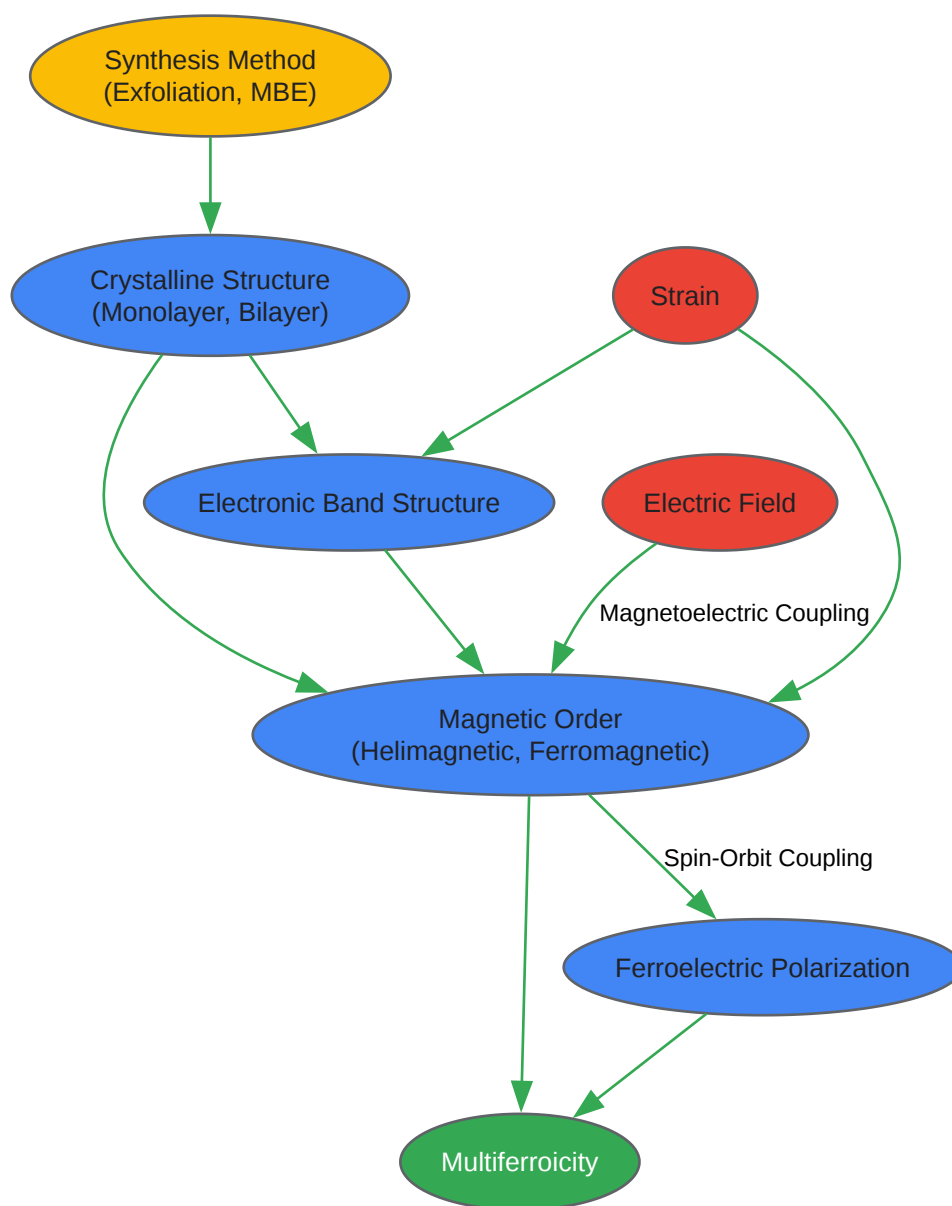 Synthesis Method
(Exfoliation, MBE)
Crystalline Structure
(Monolayer, Bilayer)
Strain
Electronic Band Structure
Electric Field
Magnetoelectric Coupling
Magnetic Order
(Helimagnetic, Ferromagnetic)
Spin-Orbit Coupling
Ferroelectric Polarization
Multiferroicity